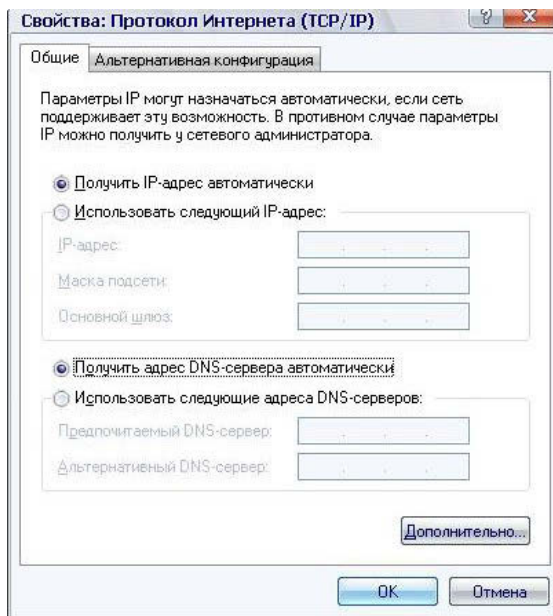 Свойства: Протокол Интернета (TCP/IP)
Общие
Альтернативная конфигурация
Параметры IP могут назначаться автоматически, если сеть
поддерживает эту возможность. В противном случае параметры
IP можно получить у сетевого администратора.
Получить IP-адрес автоматически
Использовать следующий IP-адрес:
IP-адрес:
Маска подсети:
Основной шлюз:
Получить адрес DNS-сервера автоматически
Использовать следующие адреса DNS-серверов:
Предпочитаемый DNS-сервер:
Альтернативный DNS-сервер:
Дополнительно...
OK
Отмена